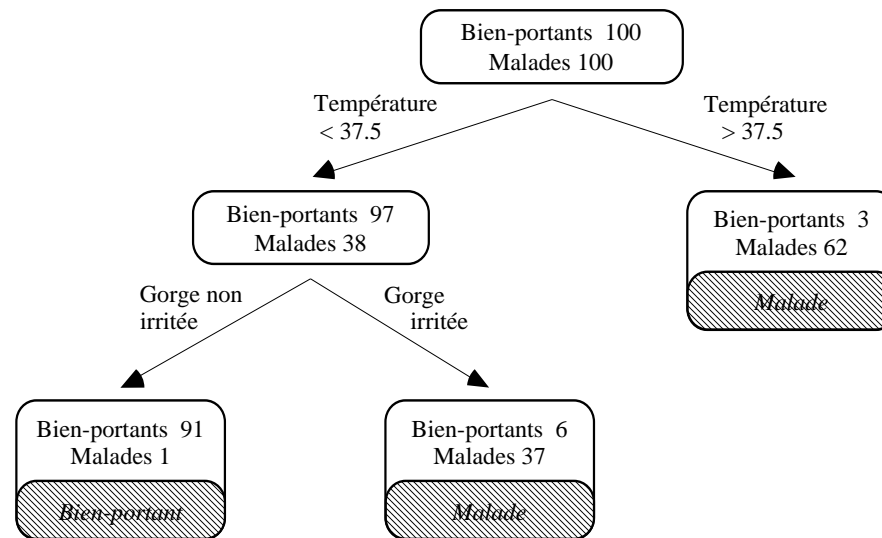 Bien-portants 100
Malades 100
Température
< 37.5
Température
> 37.5
Bien-portants 97
Malades 38
Bien-portants 3
Malades 62
Malade
Gorge non
irritée
Gorge
irritée
Bien-portants 91
Malades 1
Bien-portant
Bien-portants 6
Malades 37
Malade